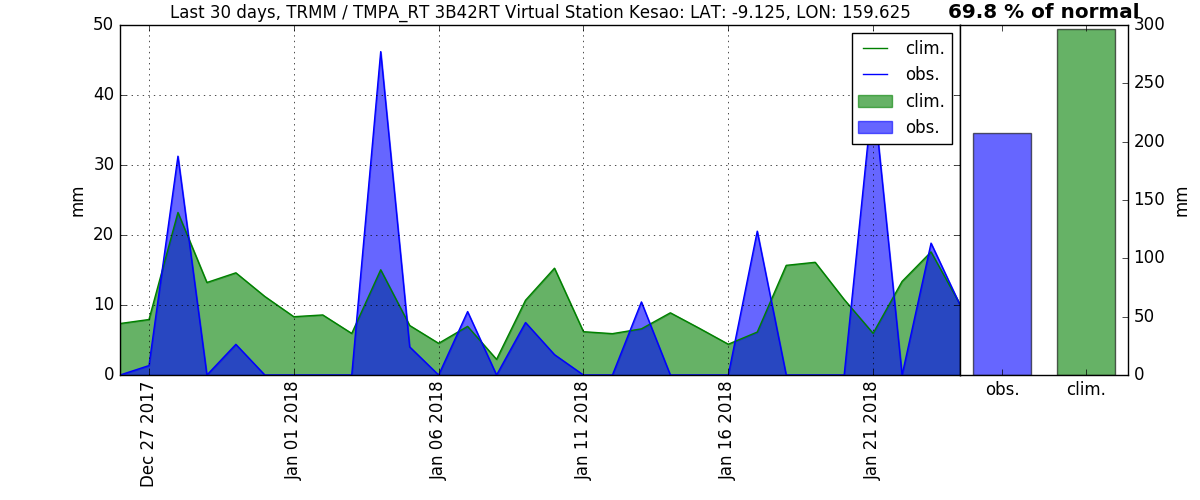 Last 30 days, TRMM / TMPA_RT 3B42RT Virtual Station Kesao: LAT: -9.125, LON: 159.625
69.8 % of normal
50
40
30
20
10
0
mm
clim.
obs.
clim.
obs.
300
250
200
150
100
50
0
mm
obs.
clim.
Dec 27 2017
Jan 01 2018
Jan 06 2018
Jan 11 2018
Jan 16 2018
Jan 21 2018